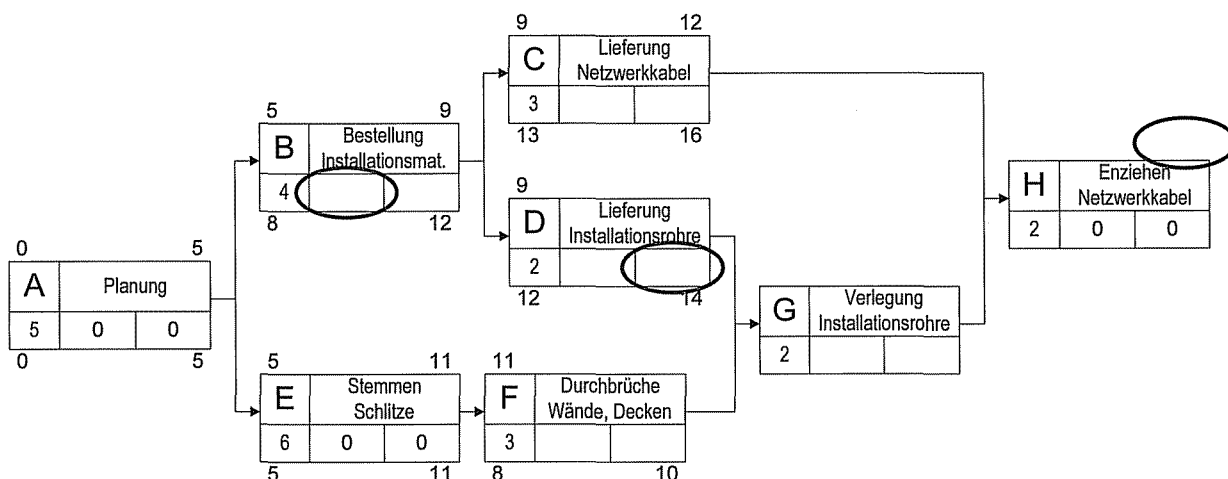 9 12
C Lieferung
Netzwerkkabel
3
13 16
5 9
B Bestellung
Installationsmat.
4
8 12
9
D Lieferung
Installationsrohre
2
12 14
H Enziehen
Netzwerkkabel
2 0 0
0 5
A Planung
5 0 0
0 5
G Verlegung
Installationsrohre
2
5 11
E Stemmen
Schlitze
6 0 0
5 11
11
F Durchbrüche
Wände, Decken
3
8 10